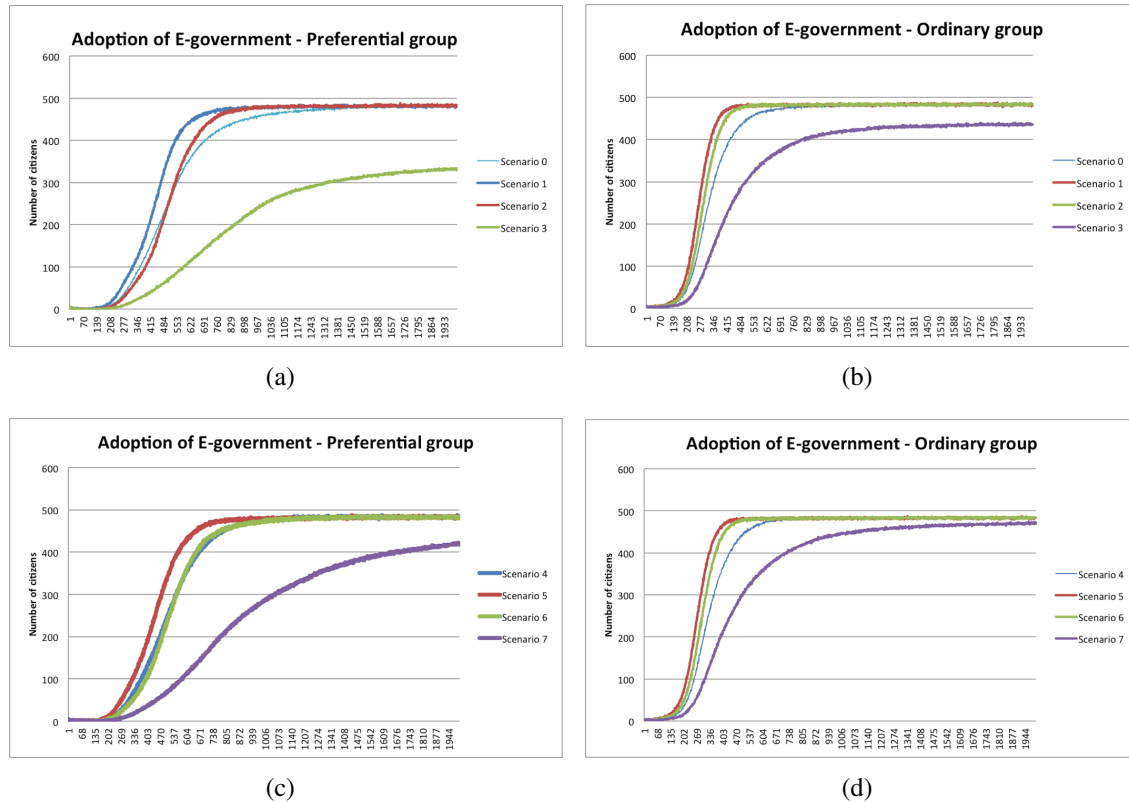 Adoption of E-government - Preferential group
Number of citizens
600
500
400
300
200
100
0
1 70 139 208 277 346 415 484 553 622 691 760 829 898 967 1036 1105 1174 1243 1312 1381 1450 1519 1588 1657 1726 1795 1864 1933
Scenario 0
Scenario 1
Scenario 2
Scenario 3
(a)
Adoption of E-government - Ordinary group
Number of citizens
600
500
400
300
200
100
0
1 70 139 208 277 346 415 484 553 622 691 760 829 898 967 1036 1105 1174 1243 1312 1381 1450 1519 1588 1657 1726 1795 1864 1933
Scenario 0
Scenario 1
Scenario 2
Scenario 3
(b)
Adoption of E-government - Preferential group
Number of citizens
600
500
400
300
200
100
0
1 68 135 202 269 336 403 470 537 604 671 738 805 872 939 1006 1073 1140 1207 1274 1341 1408 1475 1542 1609 1676 1743 1810 1877 1944
Scenario 4
Scenario 5
Scenario 6
Scenario 7
(c)
Adoption of E-government - Ordinary group
Number of citizens
600
500
400
300
200
100
0
1 68 135 202 269 336 403 470 537 604 671 738 805 872 939 1006 1073 1140 1207 1274 1341 1408 1475 1542 1609 1676 1743 1810 1877 1944
Scenario 4
Scenario 5
Scenario 6
Scenario 7
(d)